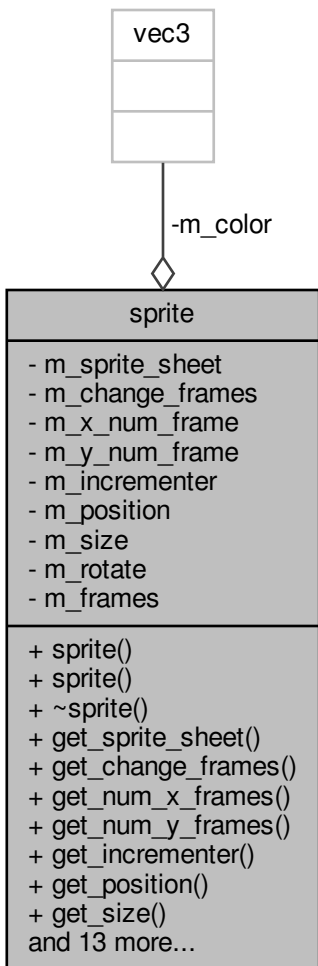 vec3
-m_color
sprite
- m_sprite_sheet
- m_change_frames
- m_x_num_frame
- m_y_num_frame
- m_incrementer
- m_position
- m_size
- m_rotate
- m_frames
+ sprite()
+ sprite()
+ ~sprite()
+ get_sprite_sheet()
+ get_change_frames()
+ get_num_x_frames()
+ get_num_y_frames()
+ get_incrementer()
+ get_position()
+ get_size()
and 13 more...